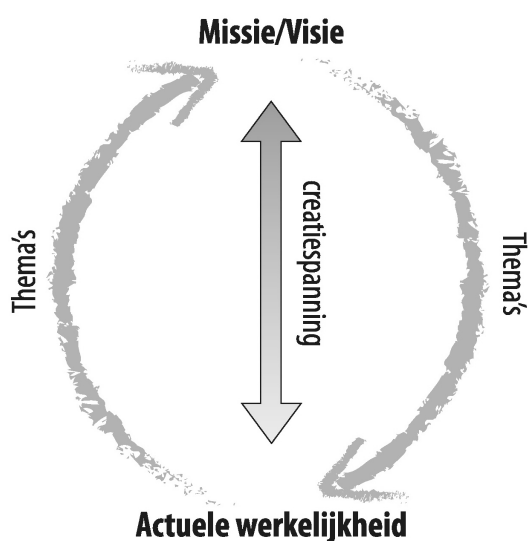 Missie/Visie
Thema's
creatiespanning
Thema's
Actuele werkelijkheid